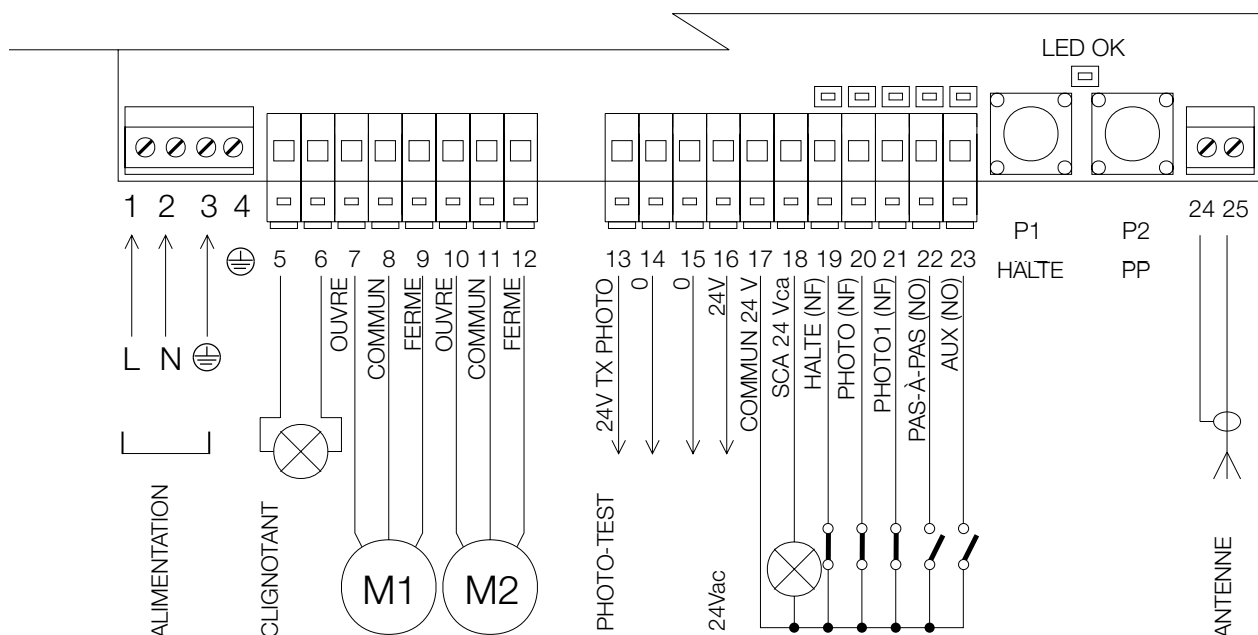 LED OK
1 2 3 4
5 6 7 8 9 10 11 12
13 14 15 16 17 18 19 20 21 22 23
24 25
P1
HALTE
P2
PP
L N
OUVRE
COMMUN
FERME
OUVRE
COMMUN
FERME
24V TX PHOTO
0
0
24V
COMMUN 24 V
SCA 24 Vca
HALTE (NF)
PHOTO (NF)
PHOTO1 (NF)
PAS-À-PAS (NO)
AUX (NO)
ALIMENTATION
CLIGNOTANT
M1
M2
PHOTO-TEST
24Vac
ANTENNE